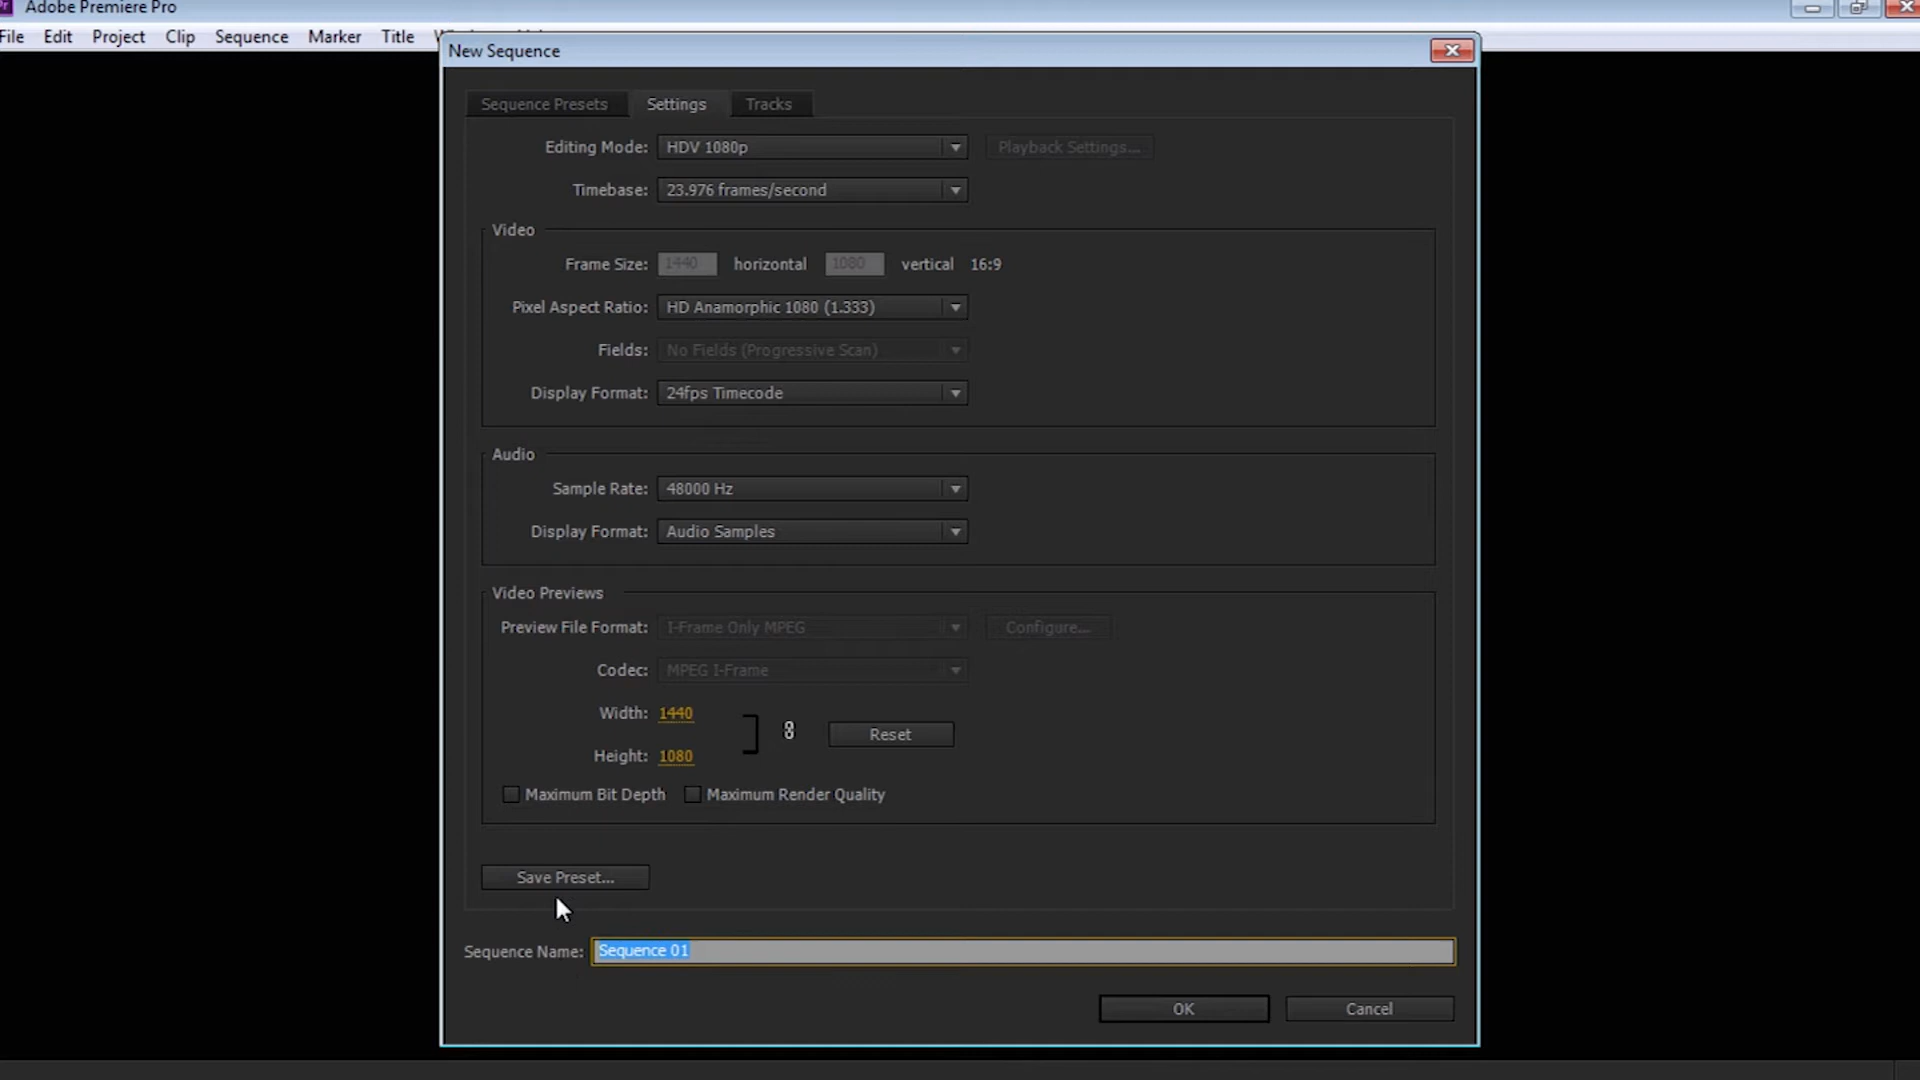 Adobe Premiere Pro
File Edit Project Clip Sequence Marker Title
New Sequence
Sequence Presets Settings Tracks
Editing Mode: HDV 1080p Playback Settings...
Timebase: 23.976 frames/second
Video
Frame Size: 1440 horizontal 1080 vertical 16:9
Pixel Aspect Ratio: HD Anamorphic 1080 (1.333)
Fields: No Fields (Progressive Scan)
Display Format: 24fps Timecode
Audio
Sample Rate: 48000 Hz
Display Format: Audio Samples
Video Previews
Preview File Format: I-Frame Only MPEG Configure...
Codec: MPEG I-Frame
Width: 1440
Reset
Height: 1080
Maximum Bit Depth Maximum Render Quality
Save Preset...
Sequence Name: Sequence 01
OK Cancel